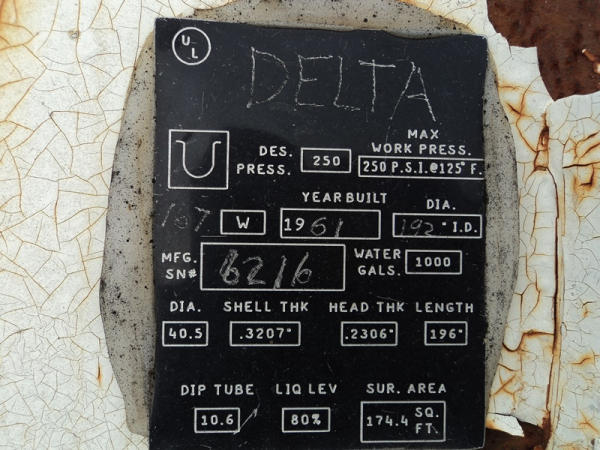 UL
DELTA
U
DES. PRESS. 250
MAX WORK PRESS.
250 P.S.I.@125° F.
107 W
YEAR BUILT
1961
DIA.
192" I.D.
MFG. SN# 6216
WATER GALS. 1000
DIA. SHELL THK HEAD THK LENGTH
40.5 .3207" .2306" 196"
DIP TUBE LIQ LEV SUR. AREA
10.6 80% 174.4 SQ. FT.